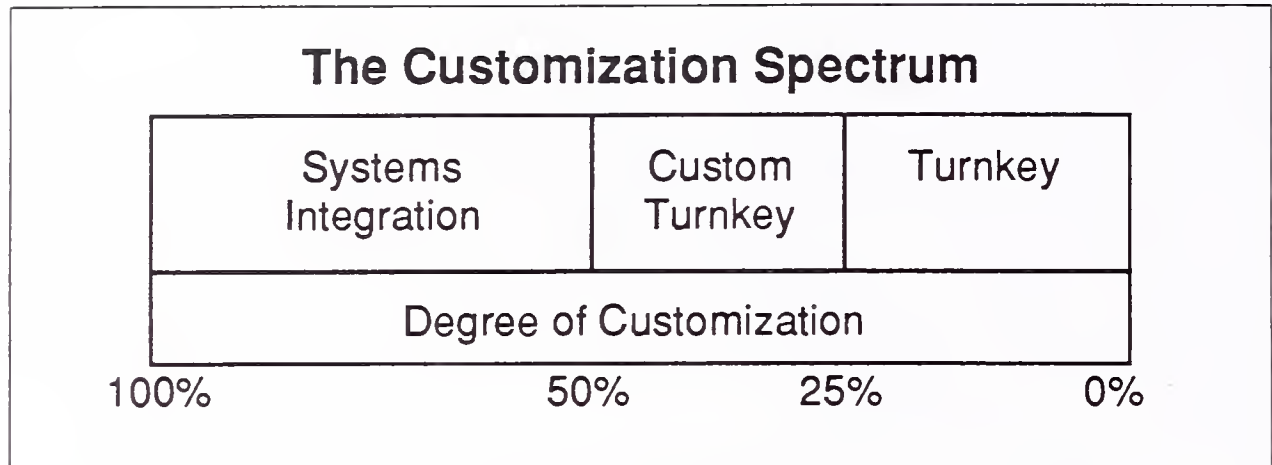 The Customization Spectrum
Systems
Integration
Custom
Turnkey
Turnkey
Degree of Customization
100% 50% 25% 0%